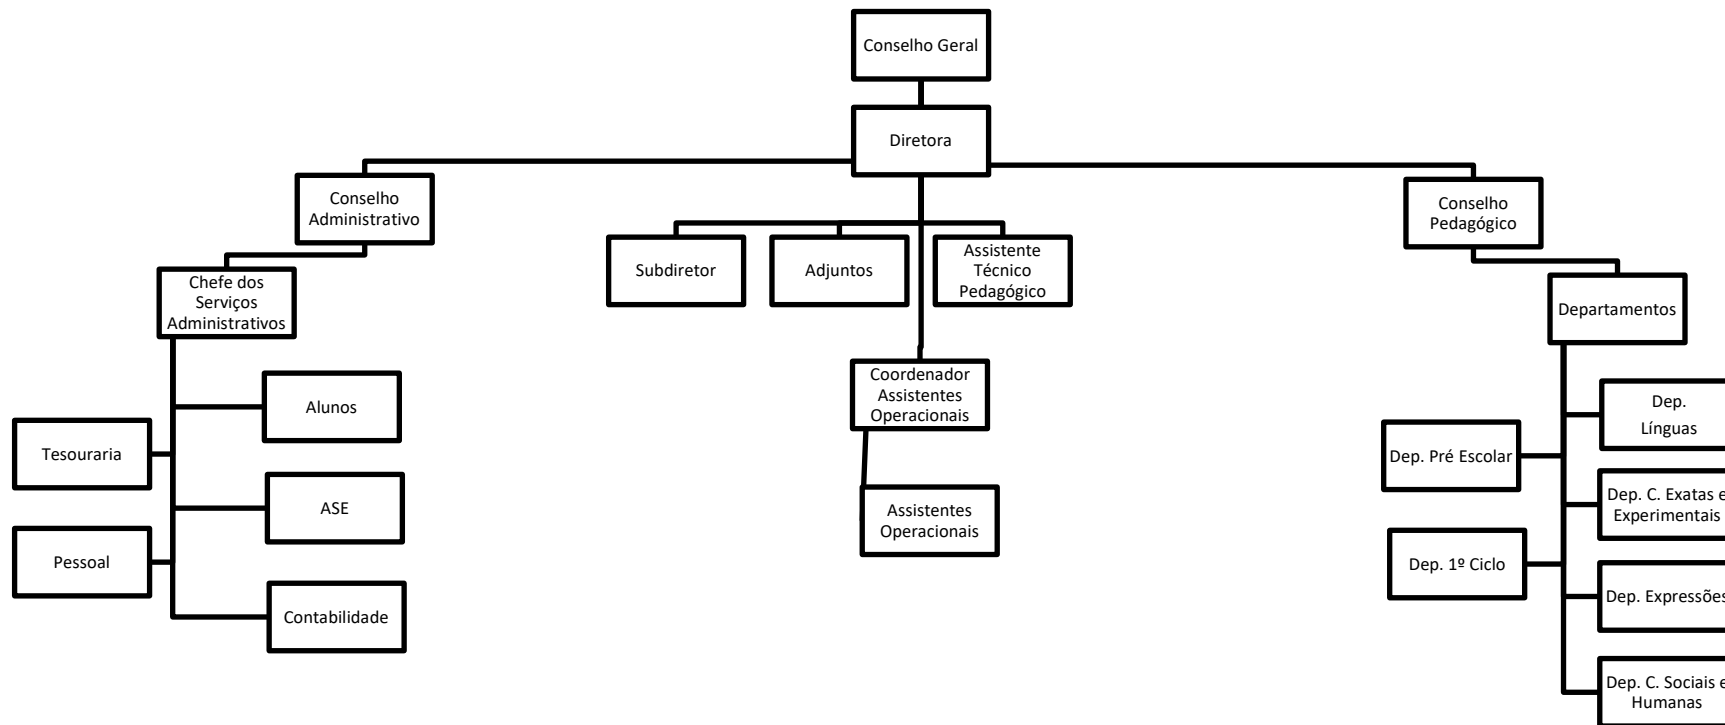 Conselho Geral
Diretora
Conselho
Administrativo
Conselho
Pedagógico
Subdiretor
Adjuntos
Assistente
Técnico
Pedagógico
Chefe dos
Serviços
Administrativos
Departamentos
Coordenador
Assistentes
Operacionais
Alunos
Dep.
Línguas
Tesouraria
Dep. Pré Escolar
ASE
Assistentes
Operacionais
Dep. C. Exatas e
Experimentais
Pessoal
Dep. 1º Ciclo
Contabilidade
Dep. Expressões
Dep. C. Sociais e
Humanas